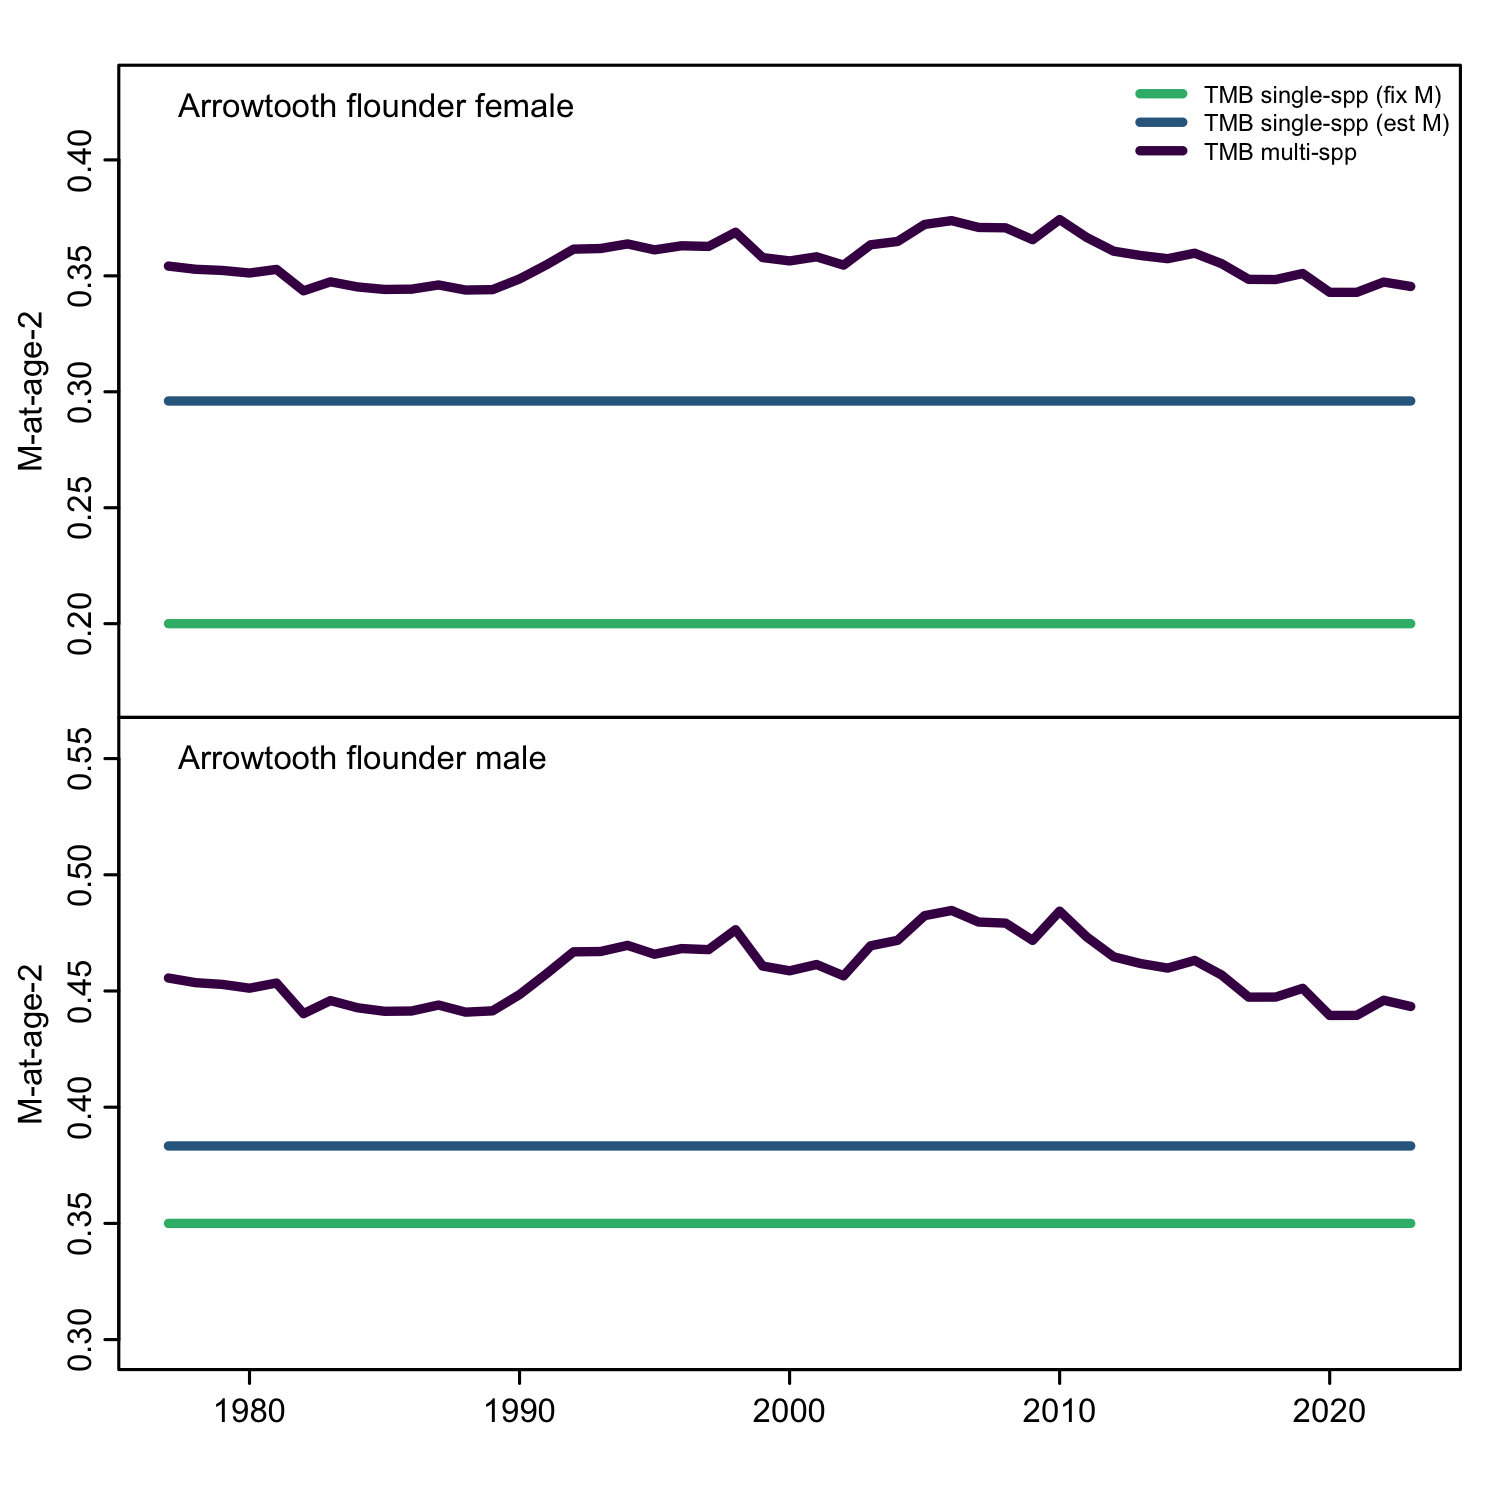 Arrowtooth flounder female
TMB single-spp (fix M)
TMB single-spp (est M)
TMB multi-spp
M-at-age-2
0.40
0.35
0.30
0.25
0.20
Arrowtooth flounder male
M-at-age-2
0.55
0.50
0.45
0.40
0.35
0.30
1980 1990 2000 2010 2020